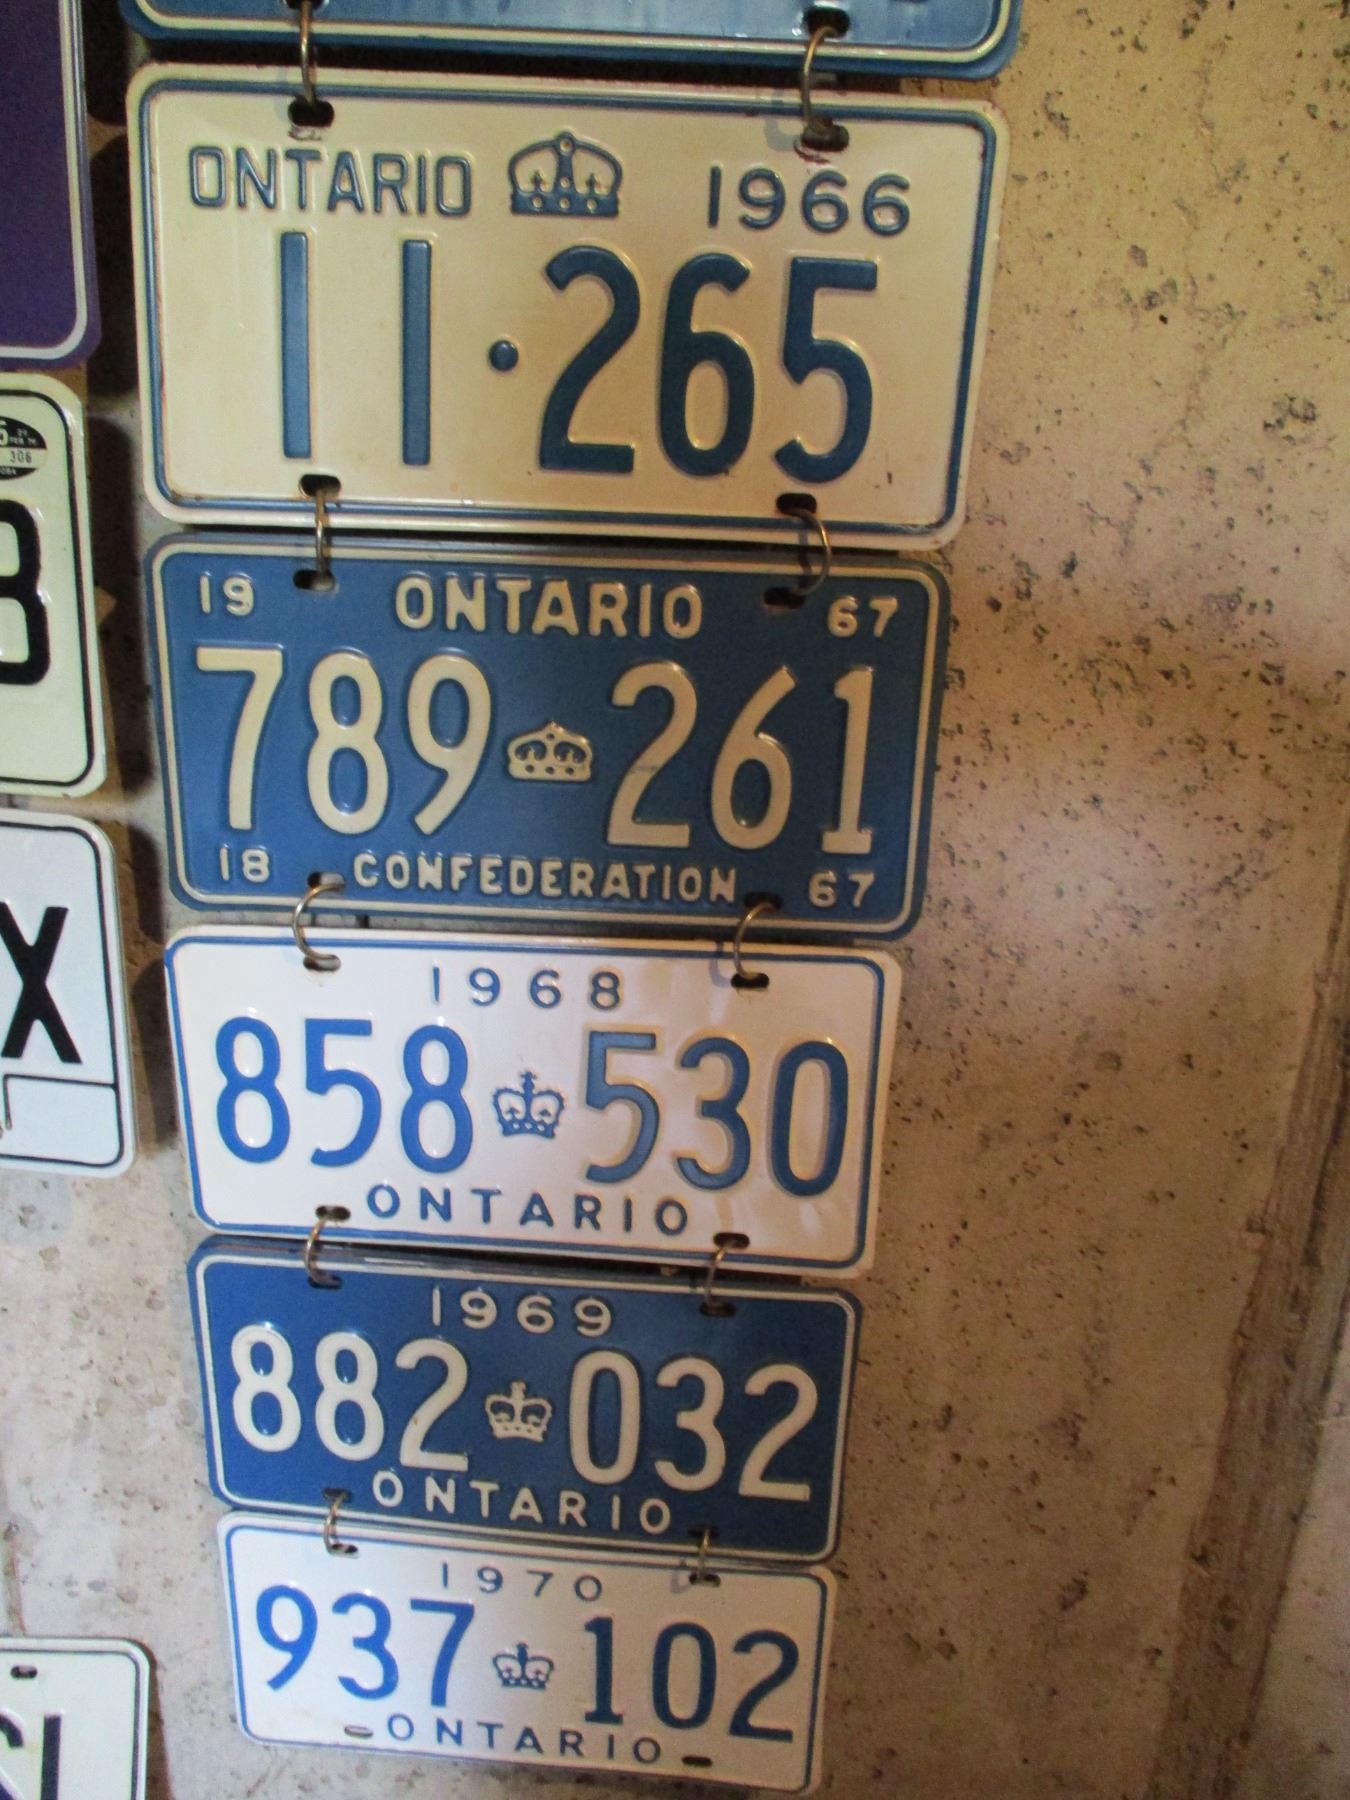 ONTARIO 1966
11·265
19 ONTARIO 67
789 261
18 CONFEDERATION 67
1968
858 530
ONTARIO
1969
882 032
ONTARIO
1970
937 102
ONTARIO
306
B
X